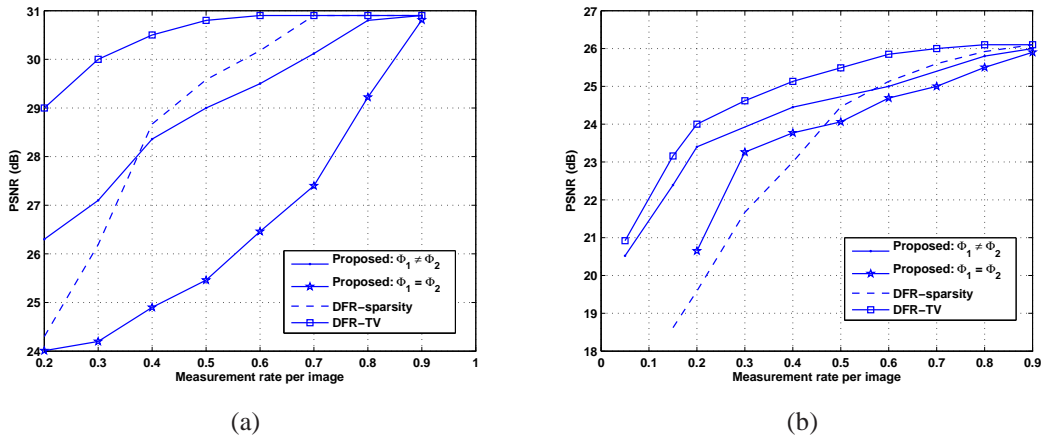 31
30
29
28
27
26
25
24
PSNR (dB)
0.2 0.3 0.4 0.5 0.6 0.7 0.8 0.9 1
Measurement rate per image
Proposed: Φ1 ≠ Φ2
Proposed: Φ1 = Φ2
DFR−sparsity
DFR−TV
(a)
27
26
25
24
23
22
21
20
19
18
PSNR (dB)
0 0.1 0.2 0.3 0.4 0.5 0.6 0.7 0.8 0.9
Measurement rate per image
Proposed: Φ1 ≠ Φ2
Proposed: Φ1 = Φ2
DFR−sparsity
DFR−TV
(b)